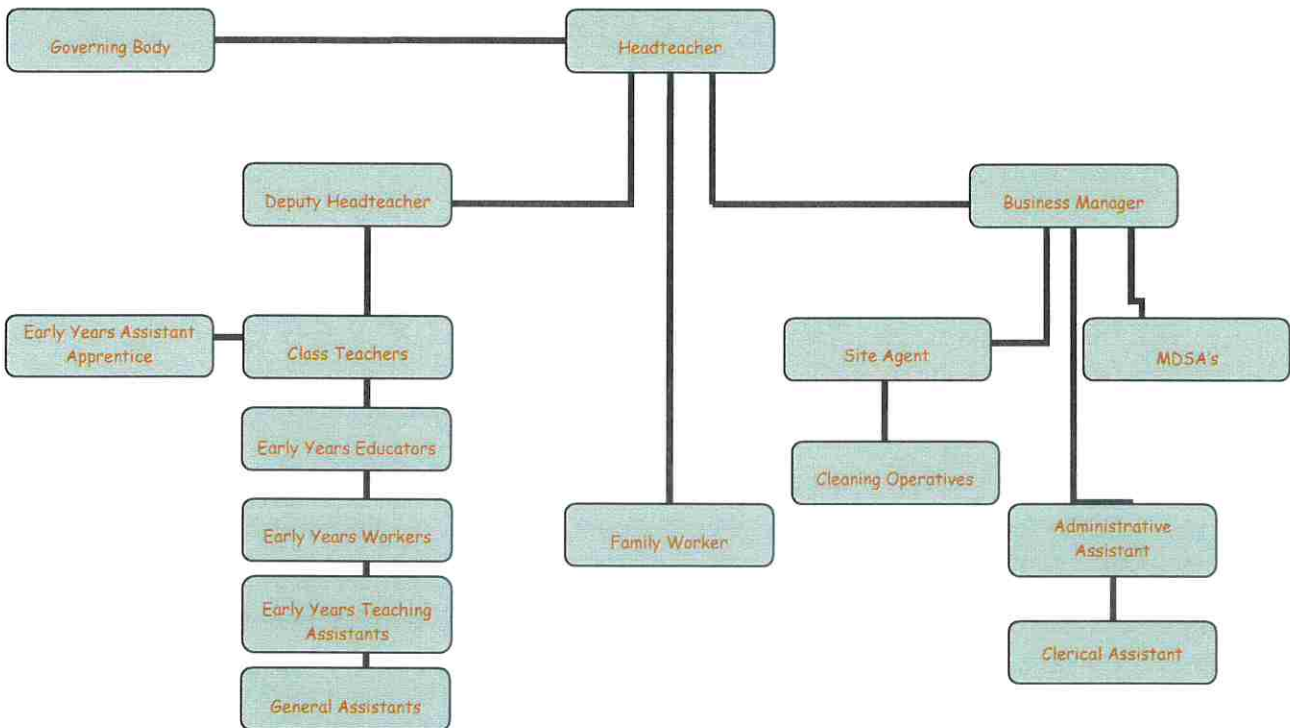 Governing Body
Headteacher
Deputy Headteacher
Business Manager
Early Years Assistant
Apprentice
Class Teachers
Site Agent
MDSA's
Early Years Educators
Cleaning Operatives
Early Years Workers
Family Worker
Administrative
Assistant
Early Years Teaching
Assistants
Clerical Assistant
General Assistants